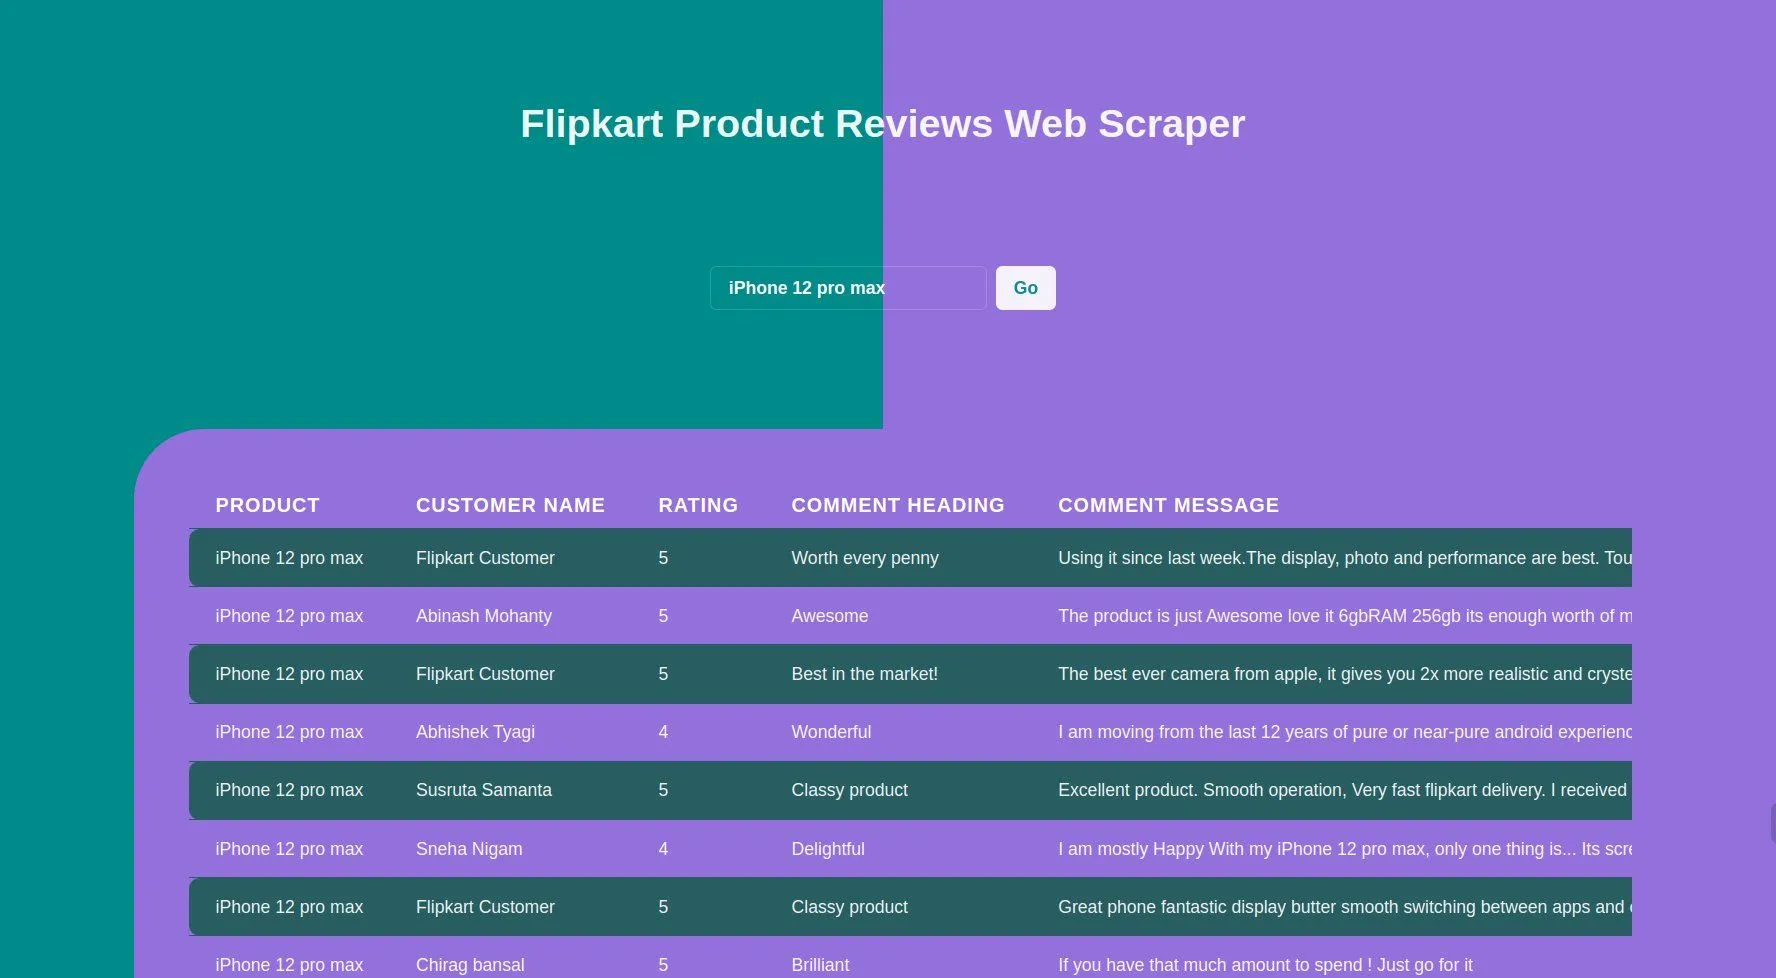 Flipkart Product Reviews Web Scraper
iPhone 12 pro max Go
PRODUCT CUSTOMER NAME RATING COMMENT HEADING COMMENT MESSAGE
iPhone 12 pro max Flipkart Customer 5 Worth every penny Using it since last week.The display, photo and performance are best. Tou
iPhone 12 pro max Abinash Mohanty 5 Awesome The product is just Awesome love it 6gbRAM 256gb its enough worth of m
iPhone 12 pro max Flipkart Customer 5 Best in the market! The best ever camera from apple, it gives you 2x more realistic and cryste
iPhone 12 pro max Abhishek Tyagi 4 Wonderful I am moving from the last 12 years of pure or near-pure android experienc
iPhone 12 pro max Susruta Samanta 5 Classy product Excellent product. Smooth operation, Very fast flipkart delivery. I received
iPhone 12 pro max Sneha Nigam 4 Delightful I am mostly Happy With my iPhone 12 pro max, only one thing is... Its scre
iPhone 12 pro max Flipkart Customer 5 Classy product Great phone fantastic display butter smooth switching between apps and
iPhone 12 pro max Chirag bansal 5 Brilliant If you have that much amount to spend ! Just go for it